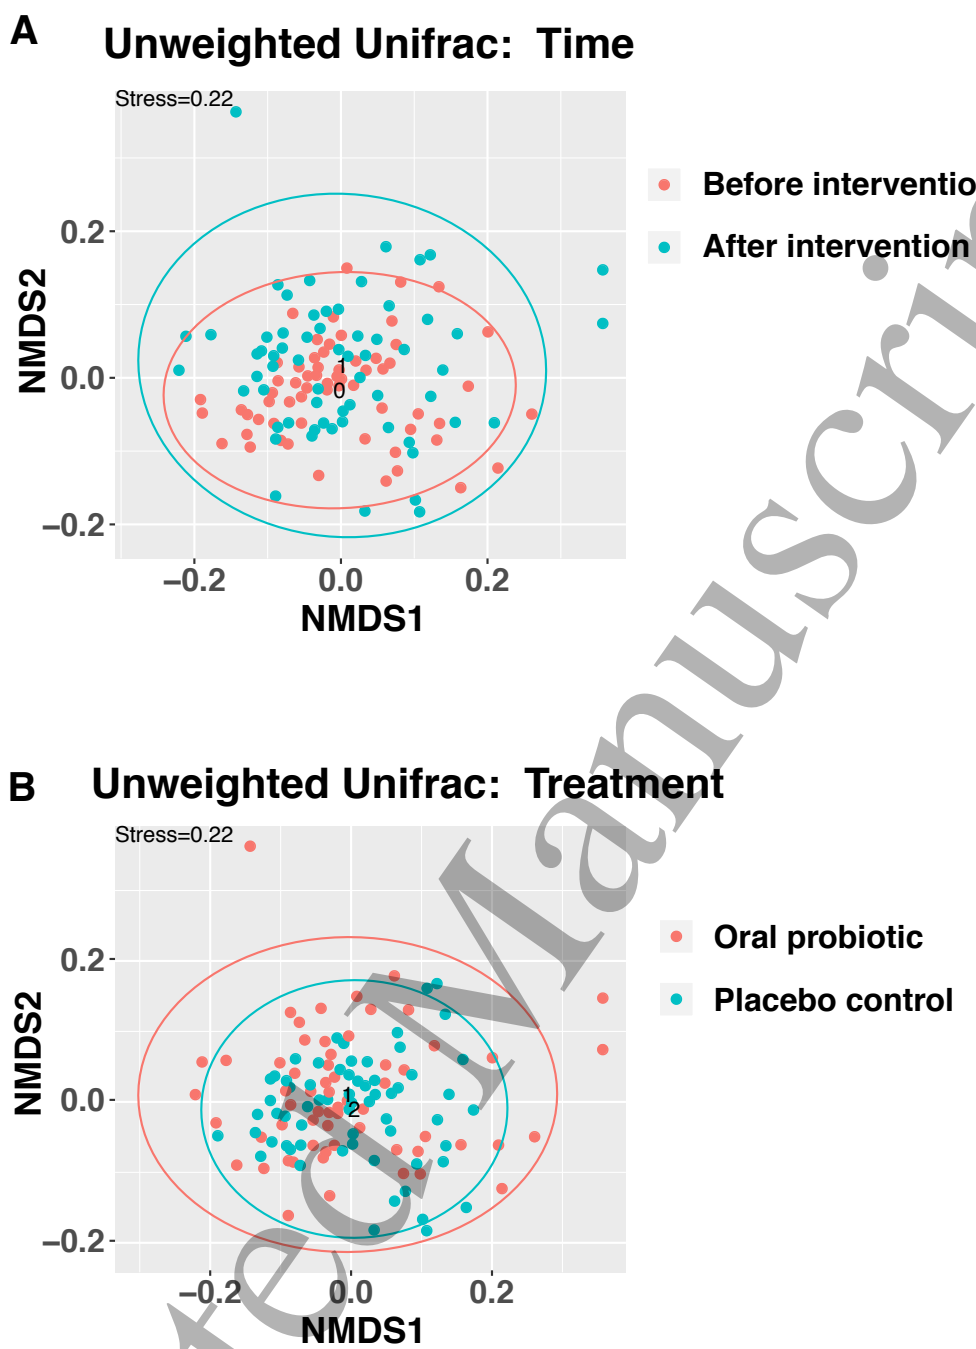 A
Unweighted Unifrac: Time
Stress=0.22
Before interventio
After intervention
0.2
0.0
−0.2
NMDS2
1
0
−0.2 0.0 0.2
NMDS1
B
Unweighted Unifrac: Treatment
Stress=0.22
Oral probiotic
Placebo control
0.2
0.0
−0.2
NMDS2
1
2
−0.2 0.0 0.2
NMDS1
ted Manuscrip